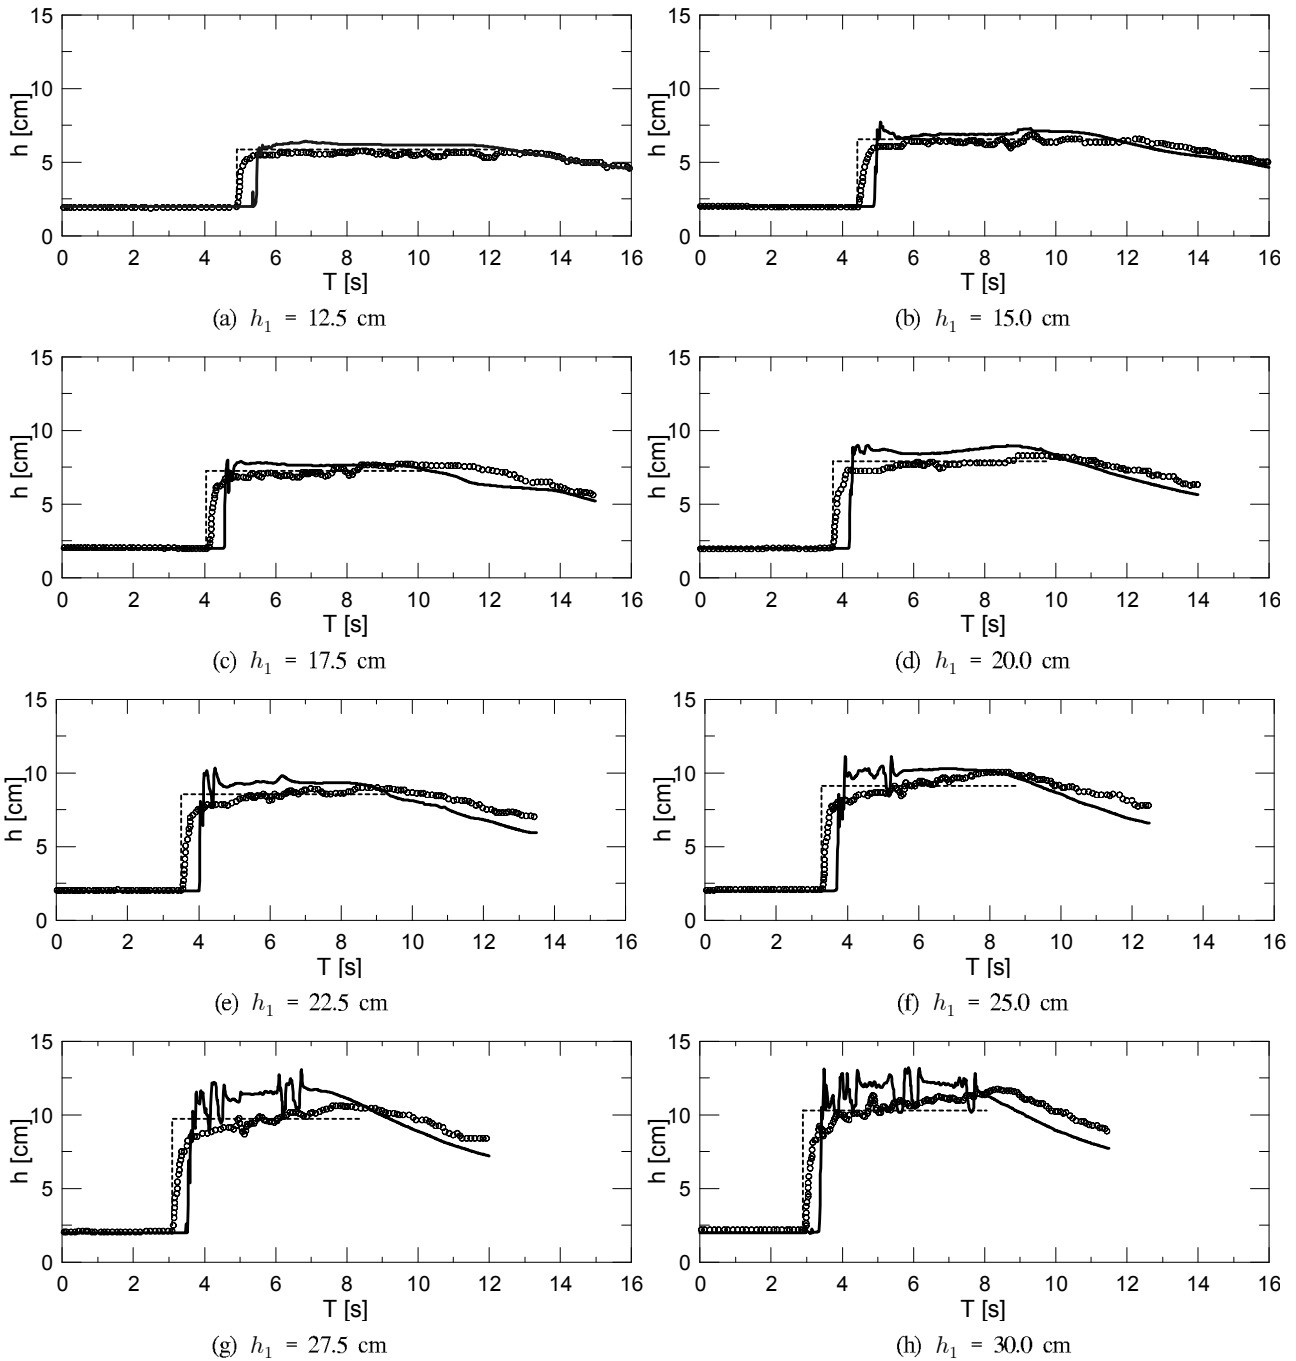 15
15
10
10
h [cm]
h [cm]
5
5
0
0
0 2 4 6 8 10 12 14 16
0 2 4 6 8 10 12 14 16
T [s]
T [s]
(a) h₁ = 12.5 cm
(b) h₁ = 15.0 cm
15
15
10
10
h [cm]
h [cm]
5
5
0
0
0 2 4 6 8 10 12 14 16
0 2 4 6 8 10 12 14 16
T [s]
T [s]
(c) h₁ = 17.5 cm
(d) h₁ = 20.0 cm
15
15
10
10
h [cm]
h [cm]
5
5
0
0
0 2 4 6 8 10 12 14 16
0 2 4 6 8 10 12 14 16
T [s]
T [s]
(e) h₁ = 22.5 cm
(f) h₁ = 25.0 cm
15
15
10
10
h [cm]
h [cm]
5
5
0
0
0 2 4 6 8 10 12 14 16
0 2 4 6 8 10 12 14 16
T [s]
T [s]
(g) h₁ = 27.5 cm
(h) h₁ = 30.0 cm